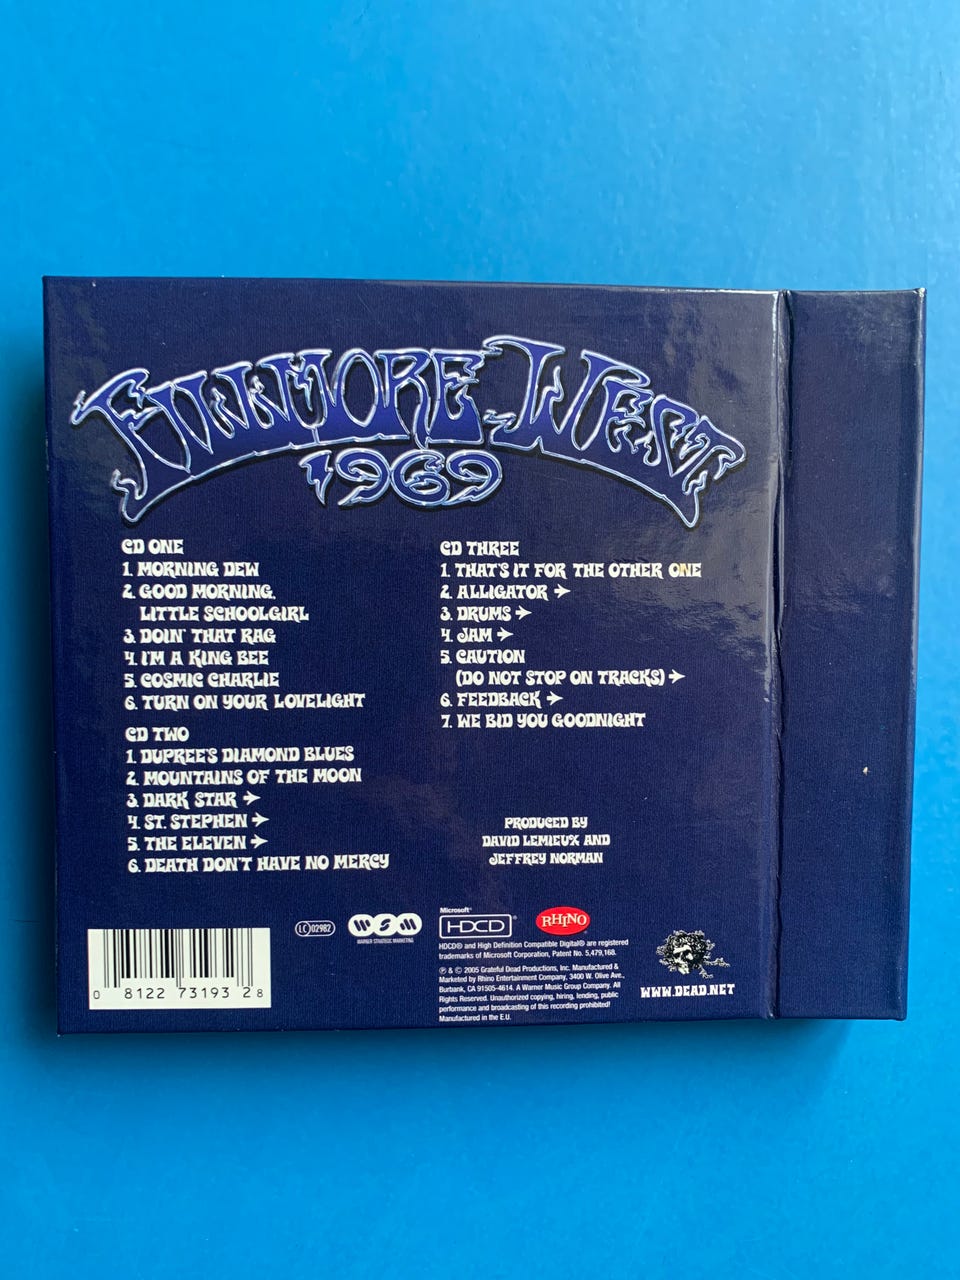 FILLMORE WEST
1969
CD ONE
1. MORNING DEW
2. GOOD MORNING,
LITTLE SCHOOLGIRL
3. DOIN' THAT RAG
4. I'M A KING BEE
5. COSMIC CHARLIE
6. TURN ON YOUR LOVELIGHT
CD TWO
1. DUPREE'S DIAMOND BLUES
2. MOUNTAINS OF THE MOON
3. DARK STAR →
4. ST. STEPHEN →
5. THE ELEVEN →
6. DEATH DON'T HAVE NO MERCY
CD THREE
1. THAT'S IT FOR THE OTHER ONE
2. ALLIGATOR →
3. DRUMS →
4. JAM →
5. CAUTION
(DO NOT STOP ON TRACKS) →
6. FEEDBACK →
7. WE BID YOU GOODNIGHT
PRODUCED BY
DAVID LEMIEUX AND
JEFFREY NORMAN
0 8122 73193 2 8
LC 02982
WSM
WARNER STRATEGIC MARKETING
Microsoft®
HDCD®
RHINO
HDCD® and High Definition Compatible Digital® are registered
trademarks of Microsoft Corporation, Patent No. 5,479,168.
℗ & © 2005 Grateful Dead Productions, Inc. Manufactured &
Marketed by Rhino Entertainment Company, 3400 W. Olive Ave.,
Burbank, CA 91505-4614. A Warner Music Group Company. All
Rights Reserved. Unauthorized copying, hiring, lending, public
performance and broadcasting of this recording prohibited!
Manufactured in the E.U.
WWW.DEAD.NET